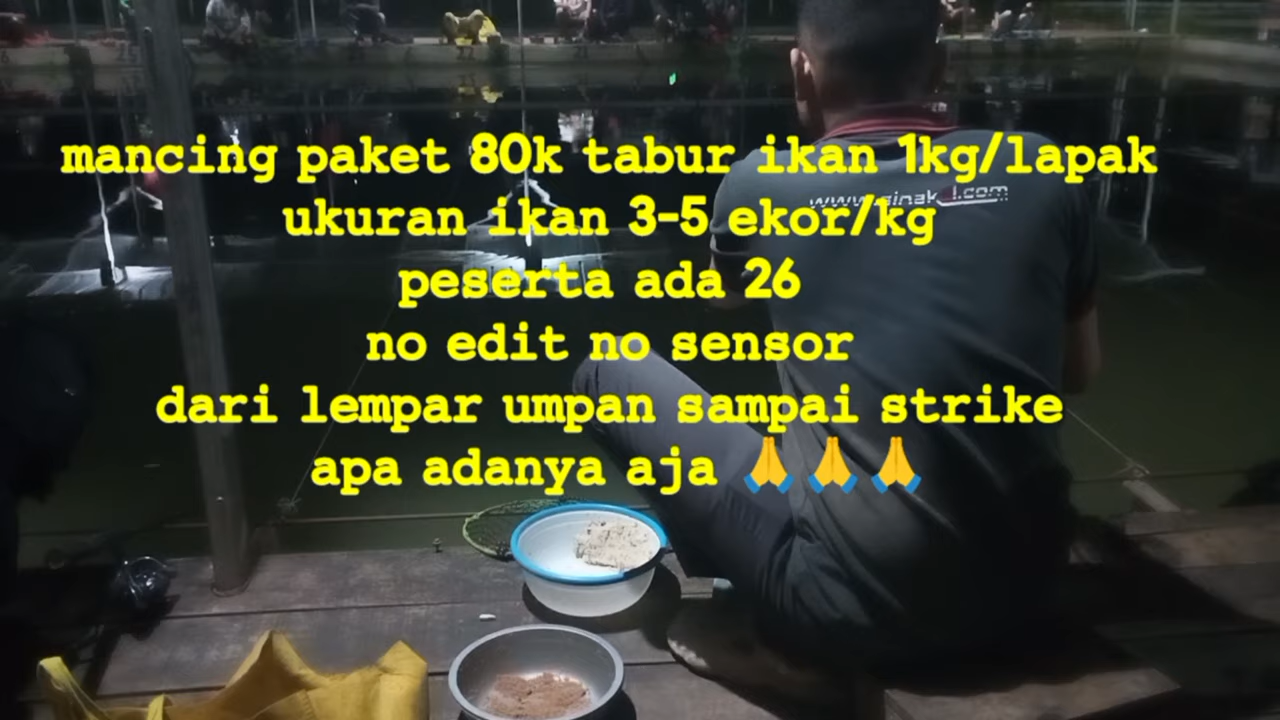 mancing paket 80k tabur ikan 1kg/lapak
ukuran ikan 3-5 ekor/kg
peserta ada 26
no edit no sensor
dari lempar umpan sampai strike
apa adanya aja 🙏🙏🙏